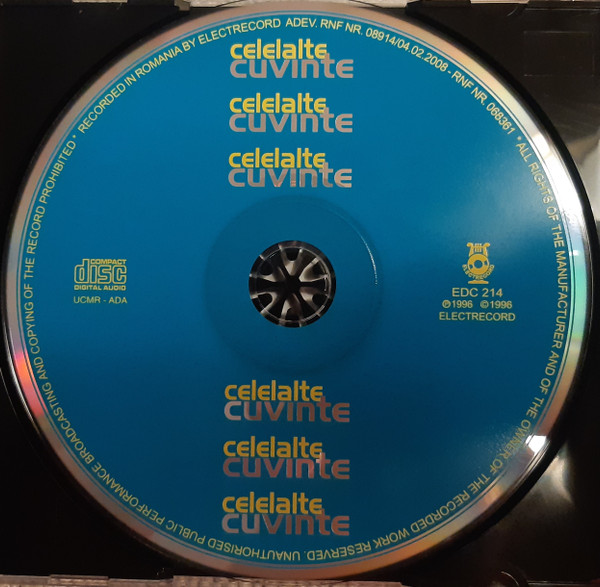 RECORDED IN ROMANIA BY ELECTRECORD ADEV. RNF NR. 08914/04.02.2008 - RNF NR. 068361 * ALL RIGHTS OF THE MANUFACTURER AND OF THE OWNER OF THE RECORDED WORK RESERVED. UNAUTHORISED PUBLIC PERFORMANCE BROADCASTING AND COPYING OF THE RECORD PROHIBITED *
celelalte
cuvinte
celelalte
cuvinte
celelalte
cuvinte
COMPACT
disc
DIGITAL AUDIO
UCMR - ADA
ELECTRECORD
EDC 214
℗1996 ©1996
ELECTRECORD
celelalte
cuvinte
celelalte
cuvinte
celelalte
cuvinte